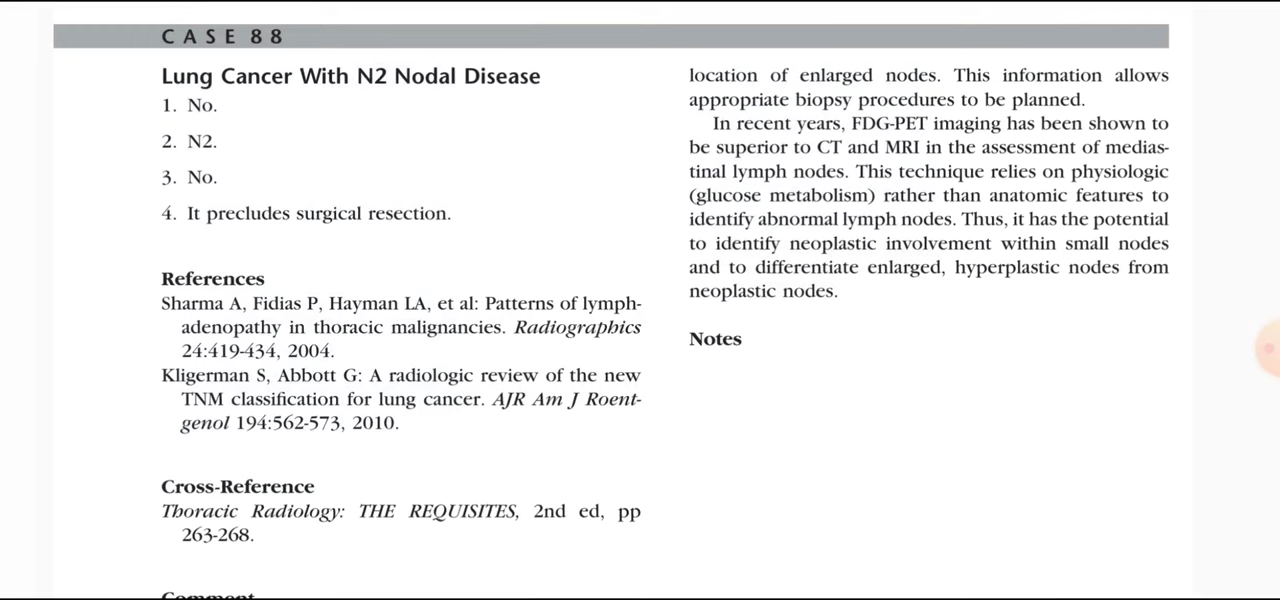 CASE 88
Lung Cancer With N2 Nodal Disease
1. No.
2. N2.
3. No.
4. It precludes surgical resection.
References
Sharma A, Fidias P, Hayman LA, et al: Patterns of lymph-
adenopathy in thoracic malignancies. Radiographics
24:419-434, 2004.
Kligerman S, Abbott G: A radiologic review of the new
TNM classification for lung cancer. AJR Am J Roent-
genol 194:562-573, 2010.
Cross-Reference
Thoracic Radiology: THE REQUISITES, 2nd ed, pp
263-268.
Comment
location of enlarged nodes. This information allows
appropriate biopsy procedures to be planned.
In recent years, FDG-PET imaging has been shown to
be superior to CT and MRI in the assessment of medias-
tinal lymph nodes. This technique relies on physiologic
(glucose metabolism) rather than anatomic features to
identify abnormal lymph nodes. Thus, it has the potential
to identify neoplastic involvement within small nodes
and to differentiate enlarged, hyperplastic nodes from
neoplastic nodes.
Notes